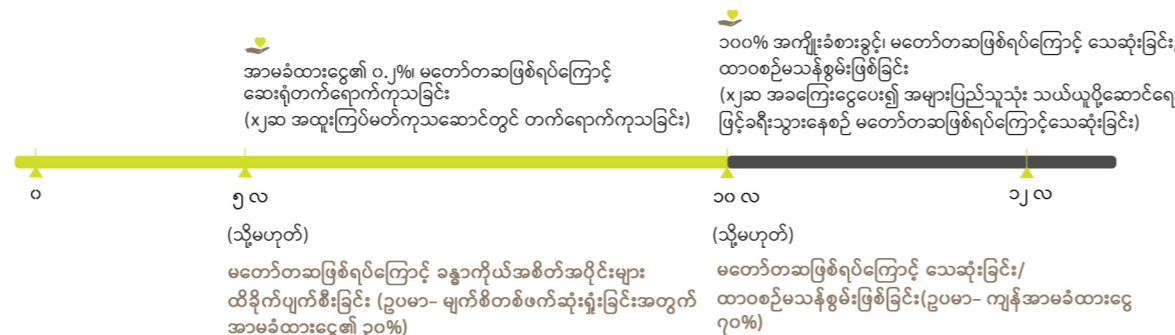 အာမခံထားငွေ၏ ၀.၂%၊ မတော်တဆဖြစ်ရပ်ကြောင့်
ဆေးရုံတက်ရောက်ကုသခြင်း
(x၂ဆ အထူးကြပ်မတ်ကုသဆောင်တွင် တက်ရောက်ကုသခြင်း)
၁၀၀% အကျိုးခံစားခွင့်၊ မတော်တဆဖြစ်ရပ်ကြောင့် သေဆုံးခြင်း/
ထာဝစဉ်မသန်စွမ်းဖြစ်ခြင်း
(x၂ဆ အခကြေးငွေပေး၍ အများပြည်သူသုံး သယ်ယူပို့ဆောင်ရေး
ဖြင့်ခရီးသွားနေစဉ် မတော်တဆဖြစ်ရပ်ကြောင့်သေဆုံးခြင်း)
၀
၅ လ
၁၀ လ
၁၂ လ
(သို့မဟုတ်)
မတော်တဆဖြစ်ရပ်ကြောင့် ခန္ဓာကိုယ်အစိတ်အပိုင်းများ
ထိခိုက်ပျက်စီးခြင်း (ဥပမာ– မျက်စိတစ်ဖက်ဆုံးရှုံးခြင်းအတွက်
အာမခံထားငွေ၏ ၃၀%)
(သို့မဟုတ်)
မတော်တဆဖြစ်ရပ်ကြောင့် သေဆုံးခြင်း/
ထာဝစဉ်မသန်စွမ်းဖြစ်ခြင်း(ဥပမာ– ကျန်အာမခံထားငွေ
၇၀%)